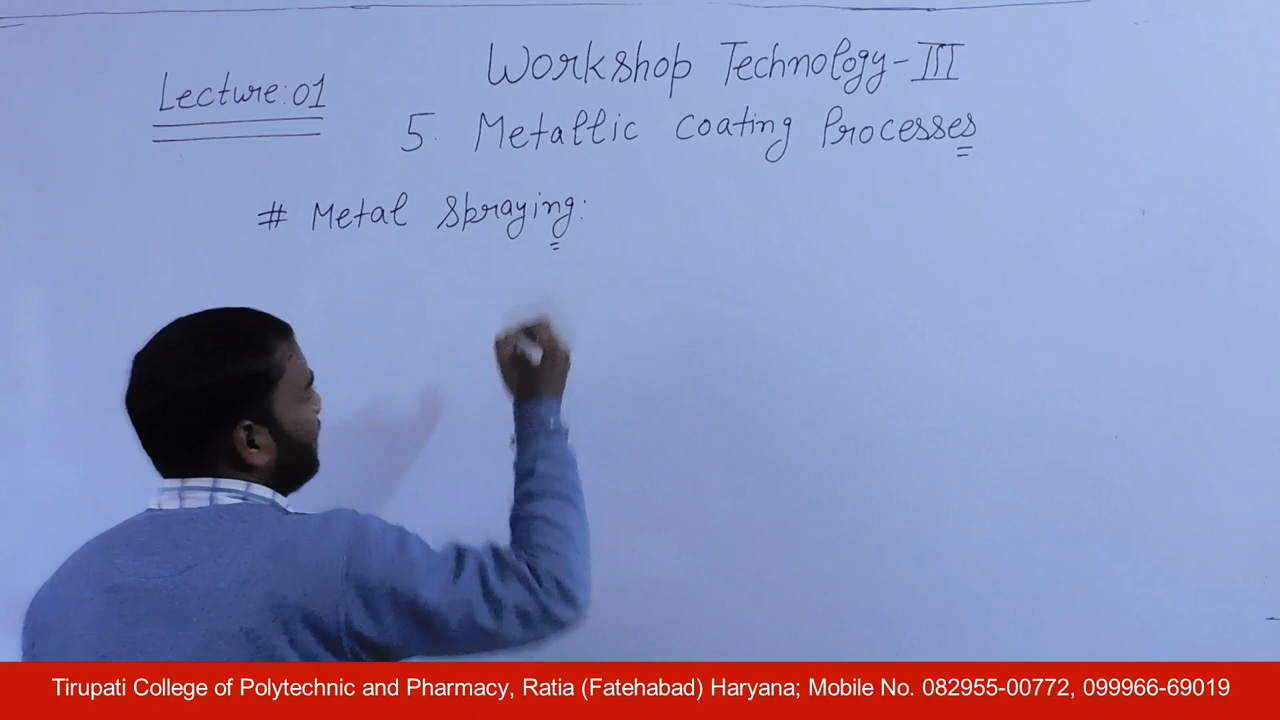 Workshop Technology-III
Lecture:01
5. Metallic Coating Processes
# Metal Spraying:
Tirupati College of Polytechnic and Pharmacy, Ratia (Fatehabad) Haryana; Mobile No. 082955-00772, 099966-69019